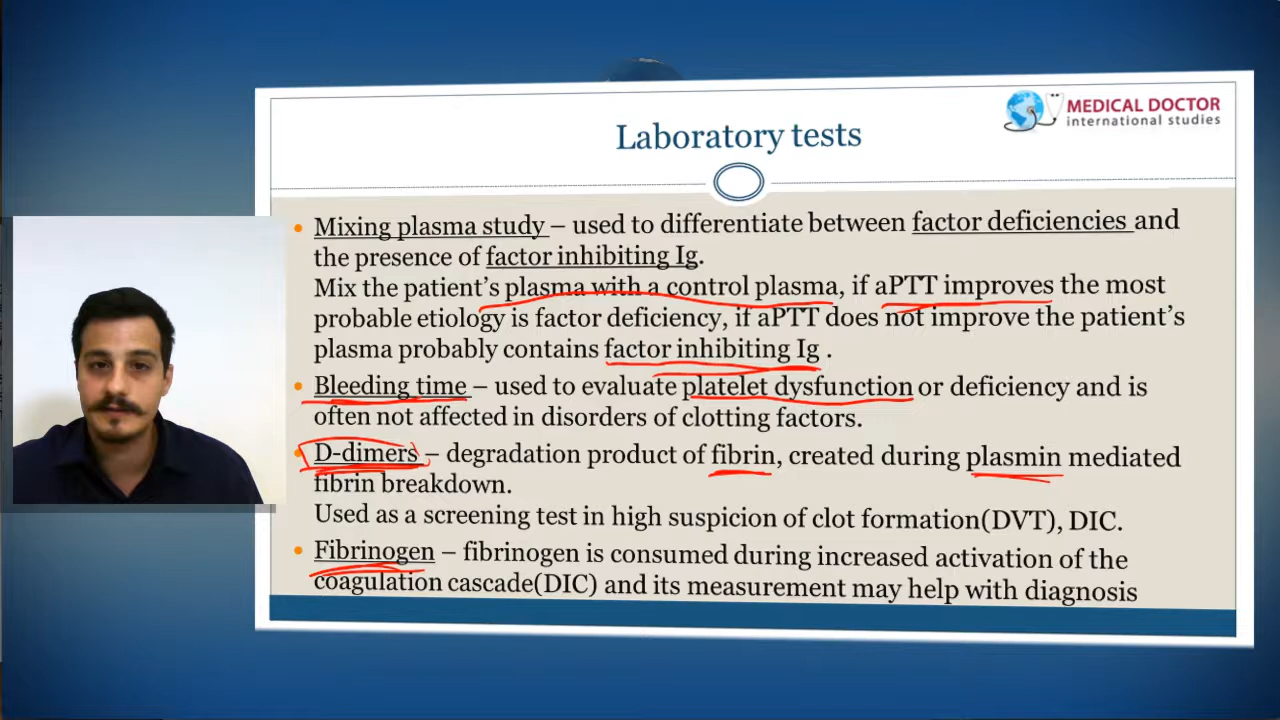 MEDICAL DOCTOR
international studies
Laboratory tests
• Mixing plasma study – used to differentiate between factor deficiencies and
the presence of factor inhibiting Ig.
Mix the patient's plasma with a control plasma, if aPTT improves the most
probable etiology is factor deficiency, if aPTT does not improve the patient's
plasma probably contains factor inhibiting Ig .
• Bleeding time – used to evaluate platelet dysfunction or deficiency and is
often not affected in disorders of clotting factors.
• D-dimers – degradation product of fibrin, created during plasmin mediated
fibrin breakdown.
Used as a screening test in high suspicion of clot formation(DVT), DIC.
• Fibrinogen – fibrinogen is consumed during increased activation of the
coagulation cascade(DIC) and its measurement may help with diagnosis